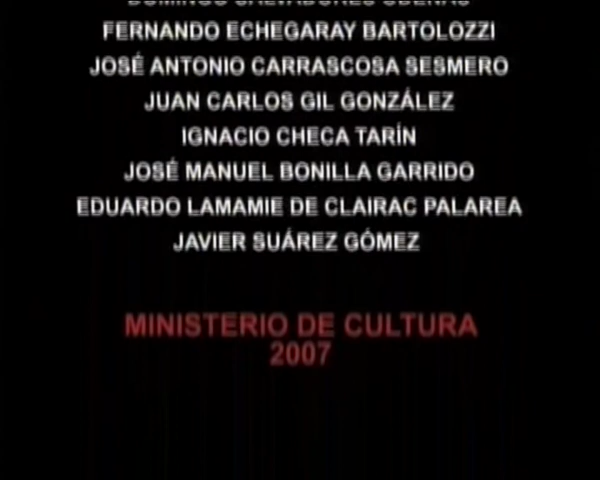 FERNANDO ECHEGARAY BARTOLOZZI
JOSÉ ANTONIO CARRASCOSA SESMERO
JUAN CARLOS GIL GONZÁLEZ
IGNACIO CHECA TARÍN
JOSÉ MANUEL BONILLA GARRIDO
EDUARDO LAMAMIE DE CLAIRAC PALAREA
JAVIER SUÁREZ GÓMEZ
MINISTERIO DE CULTURA
2007